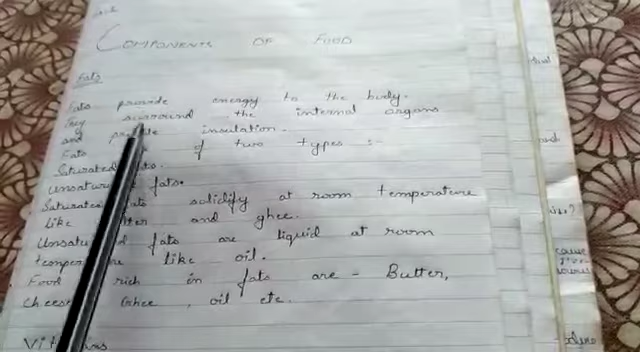 COMPONENTS OF FOOD
Fats
Fats provide energy to the body.
They surround the internal organs
and insulation.
Fats of two types :-
Saturated fats.
Unsaturated fats.
Saturated fats solidify at room temperature
like butter and ghee.
Unsaturated fats are liquid at room
temperature like oil.
Food rich in fats are - Butter,
cheese, Ghee, oil etc.
Vitamins